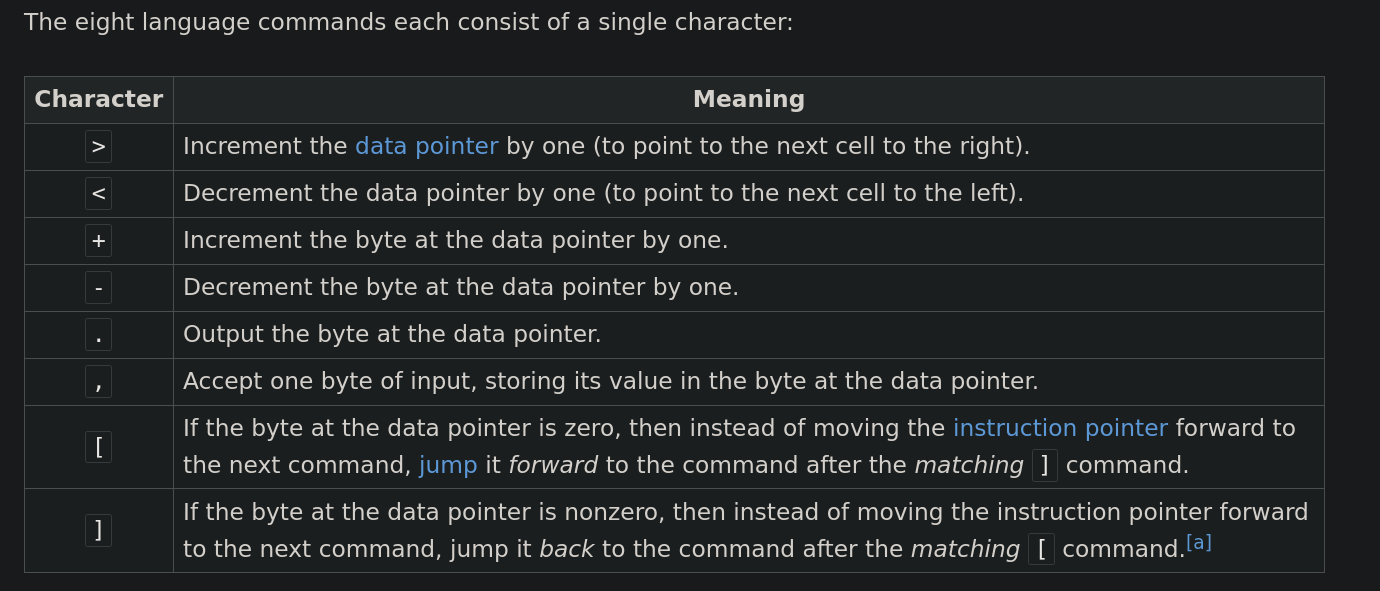 The eight language commands each consist of a single character:
Character Meaning
> Increment the data pointer by one (to point to the next cell to the right).
< Decrement the data pointer by one (to point to the next cell to the left).
+ Increment the byte at the data pointer by one.
- Decrement the byte at the data pointer by one.
. Output the byte at the data pointer.
, Accept one byte of input, storing its value in the byte at the data pointer.
[ If the byte at the data pointer is zero, then instead of moving the instruction pointer forward to
the next command, jump it forward to the command after the matching ] command.
] If the byte at the data pointer is nonzero, then instead of moving the instruction pointer forward
to the next command, jump it back to the command after the matching [ command.[a]